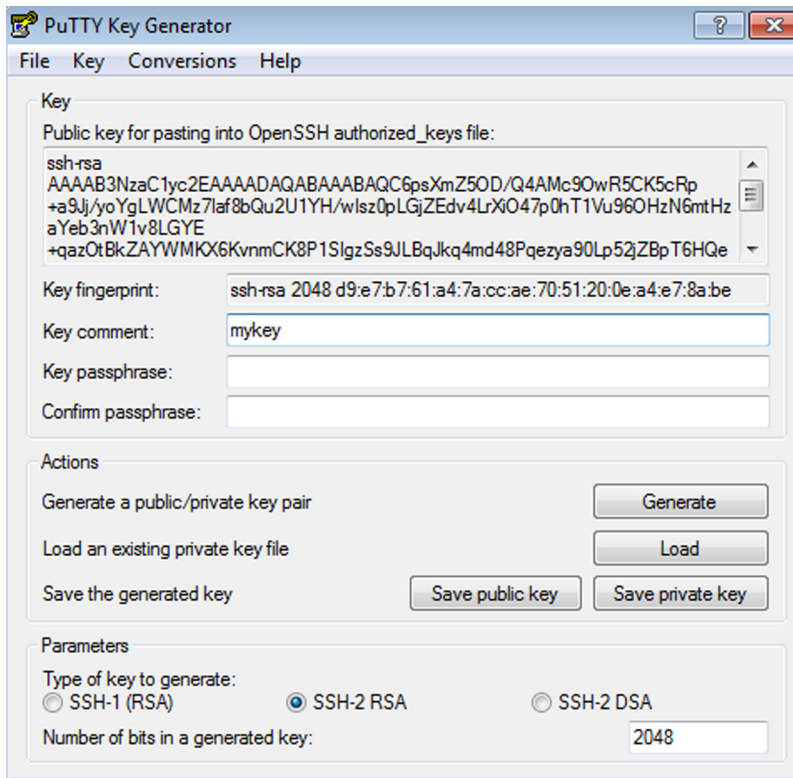 PuTTY Key Generator
File Key Conversions Help
Key
Public key for pasting into OpenSSH authorized_keys file:
ssh-rsa
AAAAB3NzaC1yc2EAAAADAQABAAABAQC6psXmZ5OD/Q4AMc9OwR5CK5cRp
+a9Jj/yoYgLWCMz7Iaf8bQu2U1YH/wIsz0pLGjZEdv4LrXiO47p0hT1Vu96OHzN6mtHz
aYeb3nW1v8LGYE
+qazOtBkZAYWMKX6KvnmCK8P1SIgzSs9JLBqJkq4md48Pqezya90Lp52jZBpT6HQe
Key fingerprint: ssh-rsa 2048 d9:e7:b7:61:a4:7a:cc:ae:70:51:20:0e:a4:e7:8a:be
Key comment: mykey
Key passphrase:
Confirm passphrase:
Actions
Generate a public/private key pair Generate
Load an existing private key file Load
Save the generated key Save public key Save private key
Parameters
Type of key to generate:
SSH-1 (RSA) SSH-2 RSA SSH-2 DSA
Number of bits in a generated key: 2048